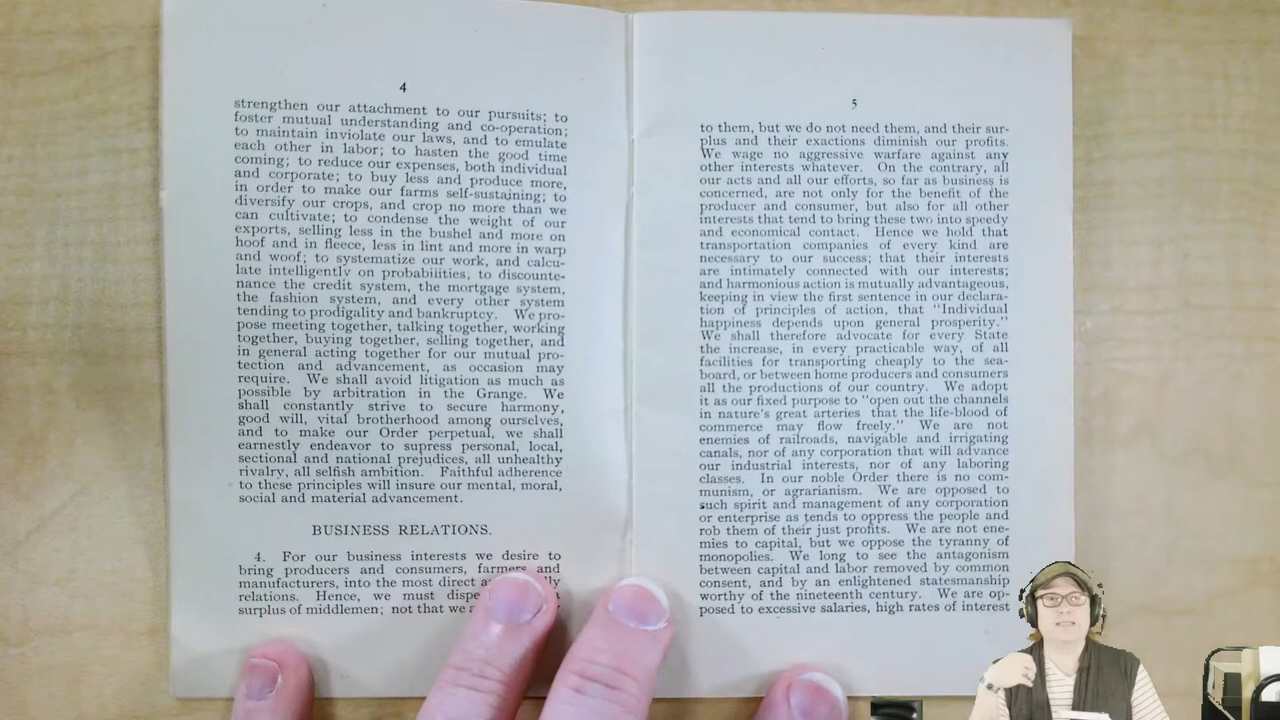 4
strengthen our attachment to our pursuits; to
foster mutual understanding and co-operation;
to maintain inviolate our laws, and to emulate
each other in labor; to hasten the good time
coming; to reduce our expenses, both individual
and corporate; to buy less and produce more,
in order to make our farms self-sustaining; to
diversify our crops, and crop no more than we
can cultivate; to condense the weight of our
exports, selling less in the bushel and more on
hoof and in fleece, less in lint and more in warp
and woof; to systematize our work, and calcu-
late intelligently on probabilities; to discounte-
nance the credit system, the mortgage system,
the fashion system, and every other system
tending to prodigality and bankruptcy. We pro-
pose meeting together, talking together, working
together, buying together, selling together, and
in general acting together for our mutual pro-
tection and advancement, as occasion may
require. We shall avoid litigation as much as
possible by arbitration in the Grange. We
shall constantly strive to secure harmony,
good will, vital brotherhood among ourselves,
and to make our Order perpetual, we shall
earnestly endeavor to supress personal, local,
sectional and national prejudices, all unhealthy
rivalry, all selfish ambition. Faithful adherence
to these principles will insure our mental, moral,
social and material advancement.
BUSINESS RELATIONS.
4. For our business interests we desire to
bring producers and consumers, farmers and
manufacturers, into the most direct
relations. Hence, we must
surplus of middlemen; not that we
5
to them, but we do not need them, and their sur-
plus and their exactions diminish our profits.
We wage no aggressive warfare against any
other interests whatever. On the contrary, all
our acts and all our efforts, so far as business is
concerned, are not only for the benefit of the
producer and consumer, but also for all other
interests that tend to bring these two into speedy
and economical contact. Hence we hold that
transportation companies of every kind are
necessary to our success; that their interests
are intimately connected with our interests;
and harmonious action is mutually advantageous,
keeping in view the first sentence in our declara-
tion of principles of action, that "Individual
happiness depends upon general prosperity."
We shall therefore advocate for every State
the increase, in every practicable way, of all
facilities for transporting cheaply to the sea-
board, or between home producers and consumers
all the productions of our country. We adopt
it as our fixed purpose to "open out the channels
in nature's great arteries that the life-blood of
commerce may flow freely." We are not
enemies of railroads, navigable and irrigating
canals, nor of any corporation that will advance
our industrial interests, nor of any laboring
classes. In our noble Order there is no com-
munism, or agrarianism. We are opposed to
such spirit and management of any corporation
or enterprise as tends to oppress the people and
rob them of their just profits. We are not ene-
mies to capital, but we oppose the tyranny of
monopolies. We long to see the antagonism
between capital and labor removed by common
consent, and by an enlightened statesmanship
worthy of the nineteenth century. We are op-
posed to excessive salaries, high rates of interest